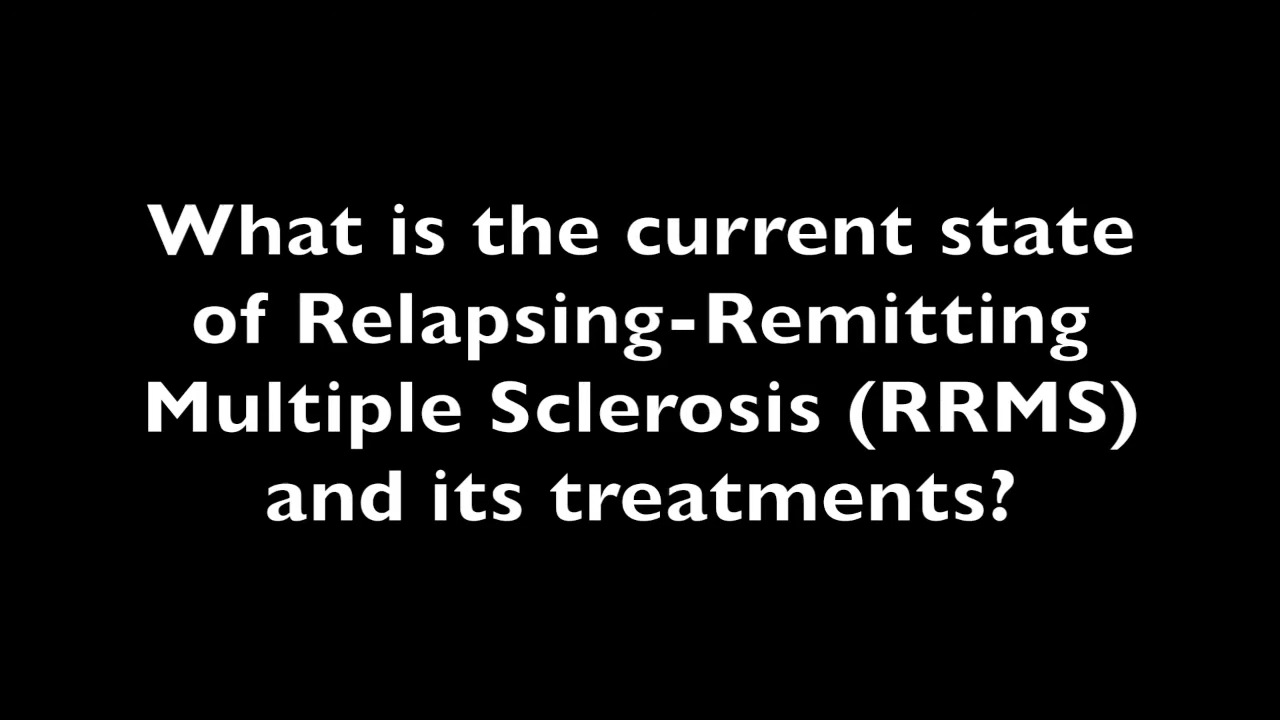 What is the current state
of Relapsing-Remitting
Multiple Sclerosis (RRMS)
and its treatments?